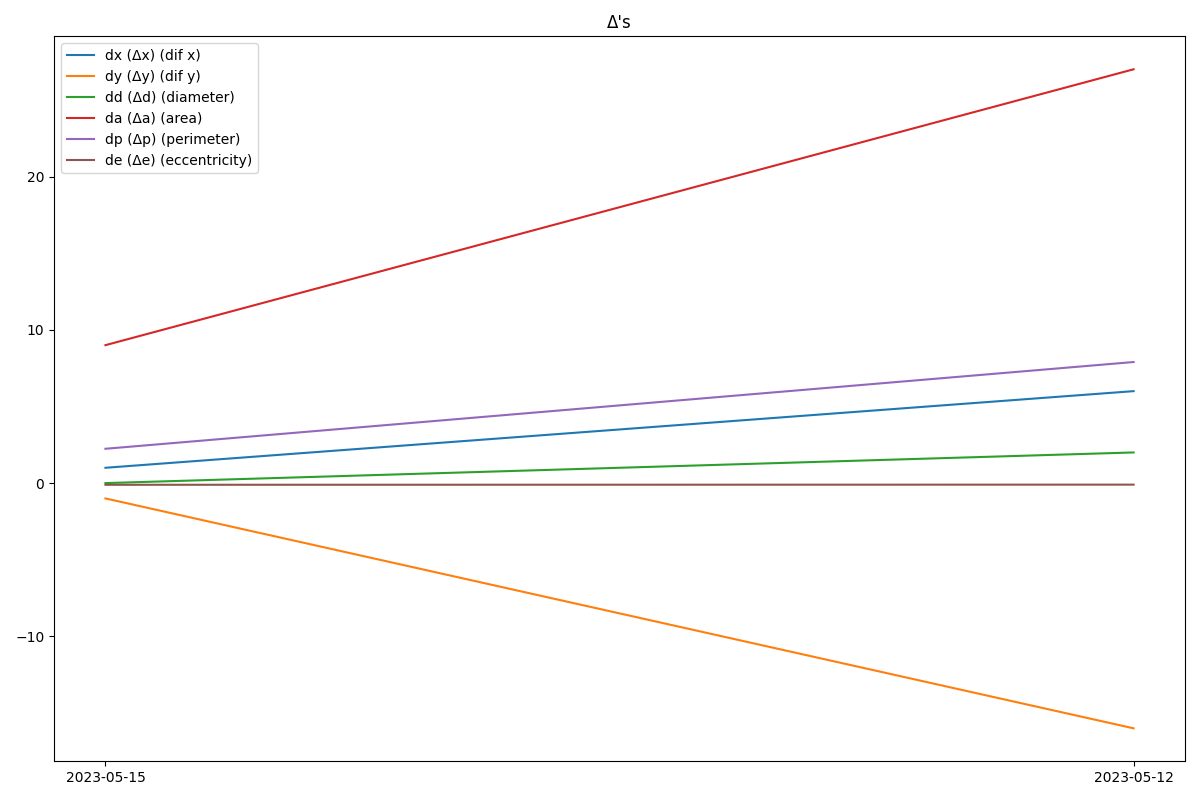 Δ's
dx (Δx) (dif x)
dy (Δy) (dif y)
dd (Δd) (diameter)
da (Δa) (area)
dp (Δp) (perimeter)
de (Δe) (eccentricity)
20
10
0
−10
2023-05-15
2023-05-12